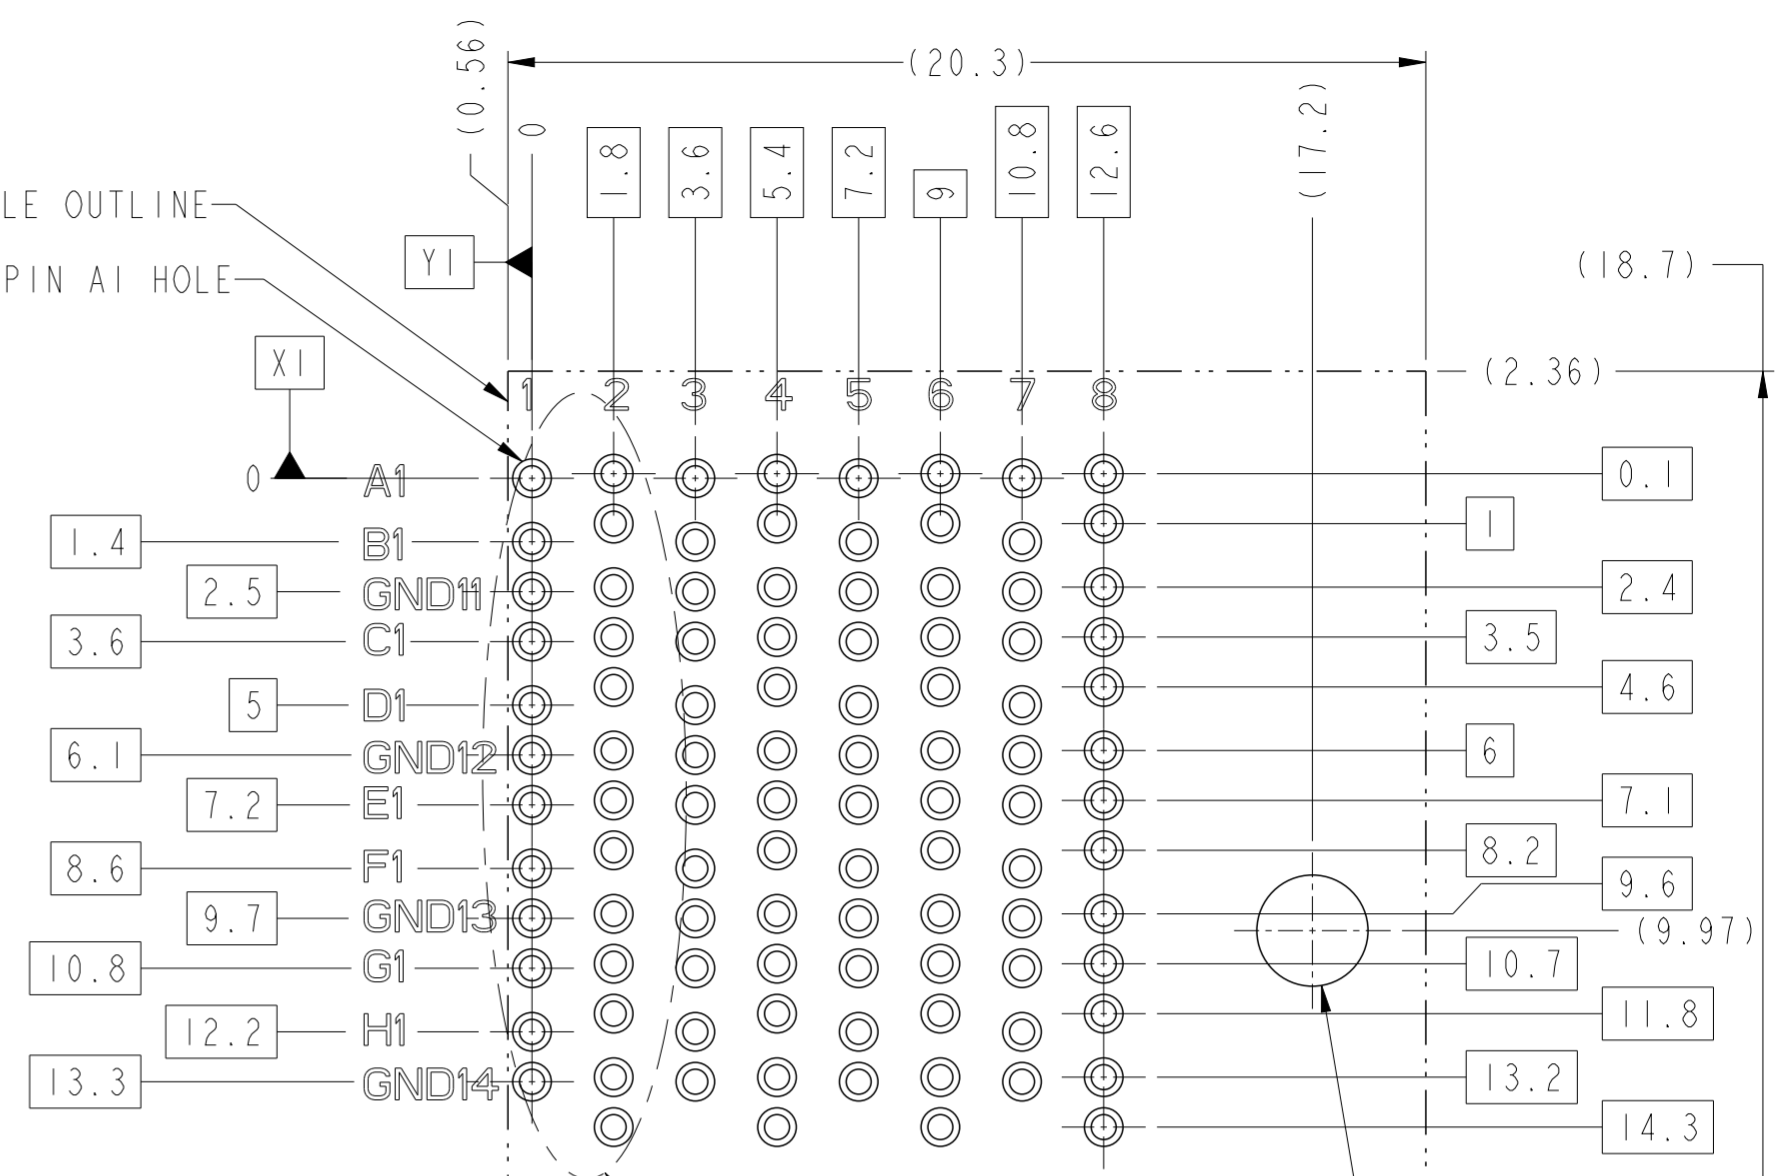 (0.56)
(20.3)
0
1.8
3.6
5.4
7.2
9
10.8
12.6
(17.2)
LE OUTLINE
Y1
PIN A1 HOLE
(18.7)
X1
(2.36)
1 2 3 4 5 6 7 8
0 A1 0.1
1
1.4 B1
2.5 GND11 2.4
3.6 C1 3.5
4.6
5 D1
6.1 GND12 6
7.2 E1 7.1
8.2
8.6 F1
9.6
9.7 GND13
(9.97)
10.8 G1 10.7
11.8
12.2 H1
13.3 GND14 13.2
14.3